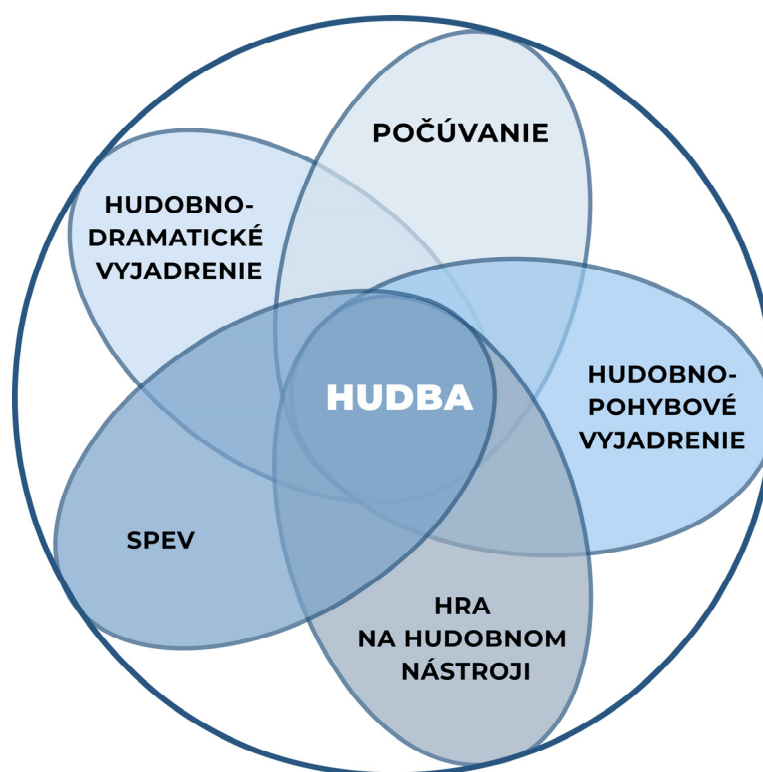 POČÚVANIE
HUDOBNO-
DRAMATICKÉ
VYJADRENIE
HUDBA
HUDOBNO-
POHYBOVÉ
VYJADRENIE
SPEV
HRA
NA HUDOBNOM
NÁSTROJI